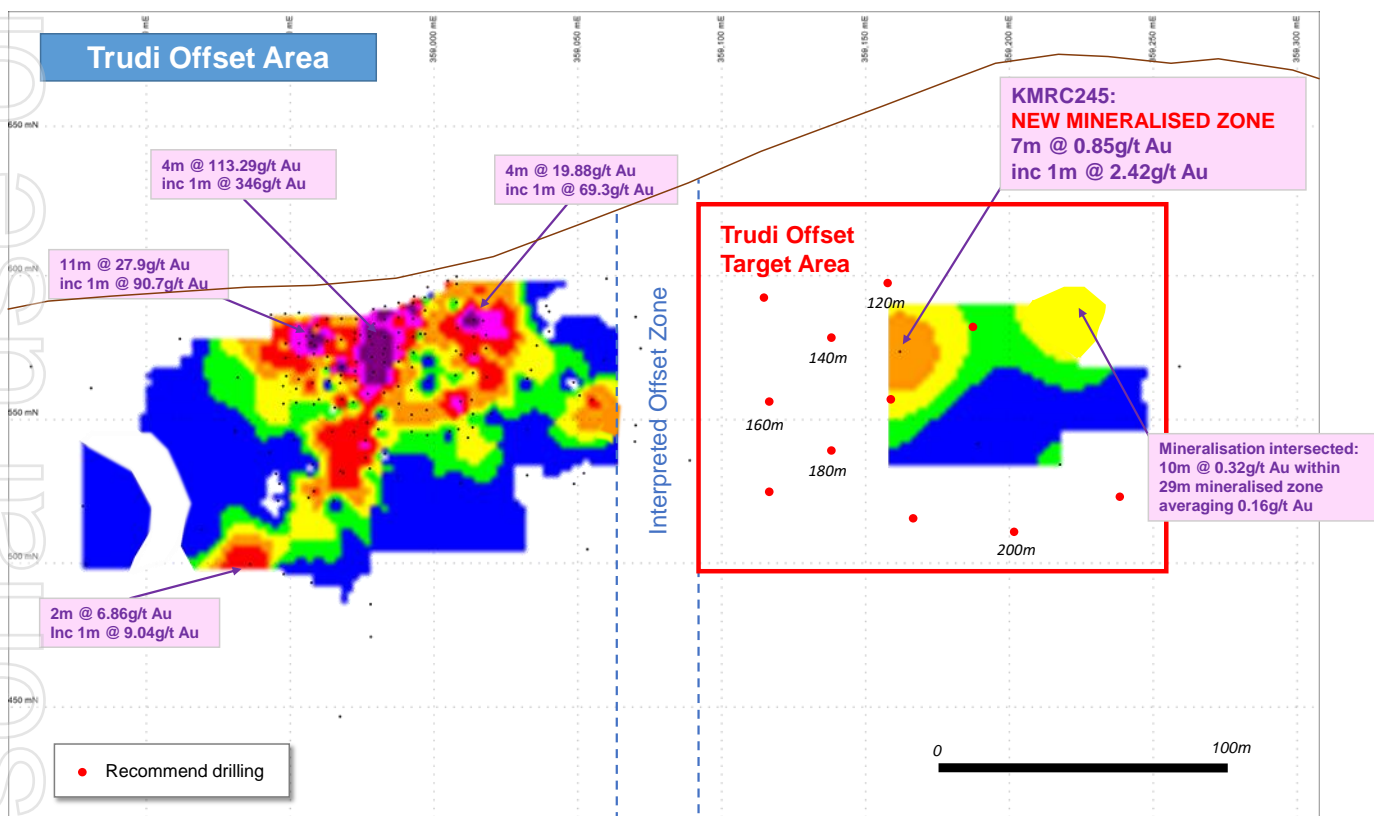 Trudi Offset Area
359,000 mE
359,050 mE
359,100 mE
359,150 mE
359,200 mE
359,250 mE
359,300 mE
KMRC245:
NEW MINERALISED ZONE
7m @ 0.85g/t Au
inc 1m @ 2.42g/t Au
650 mN
4m @ 113.29g/t Au
inc 1m @ 346g/t Au
4m @ 19.88g/t Au
inc 1m @ 69.3g/t Au
11m @ 27.9g/t Au
inc 1m @ 90.7g/t Au
600 mN
Trudi Offset
Target Area
120m
140m
160m
180m
200m
550 mN
Interpreted Offset Zone
Mineralisation intersected:
10m @ 0.32g/t Au within
29m mineralised zone
averaging 0.16g/t Au
500 mN
2m @ 6.86g/t Au
Inc 1m @ 9.04g/t Au
450 mN
Recommend drilling
0
100m